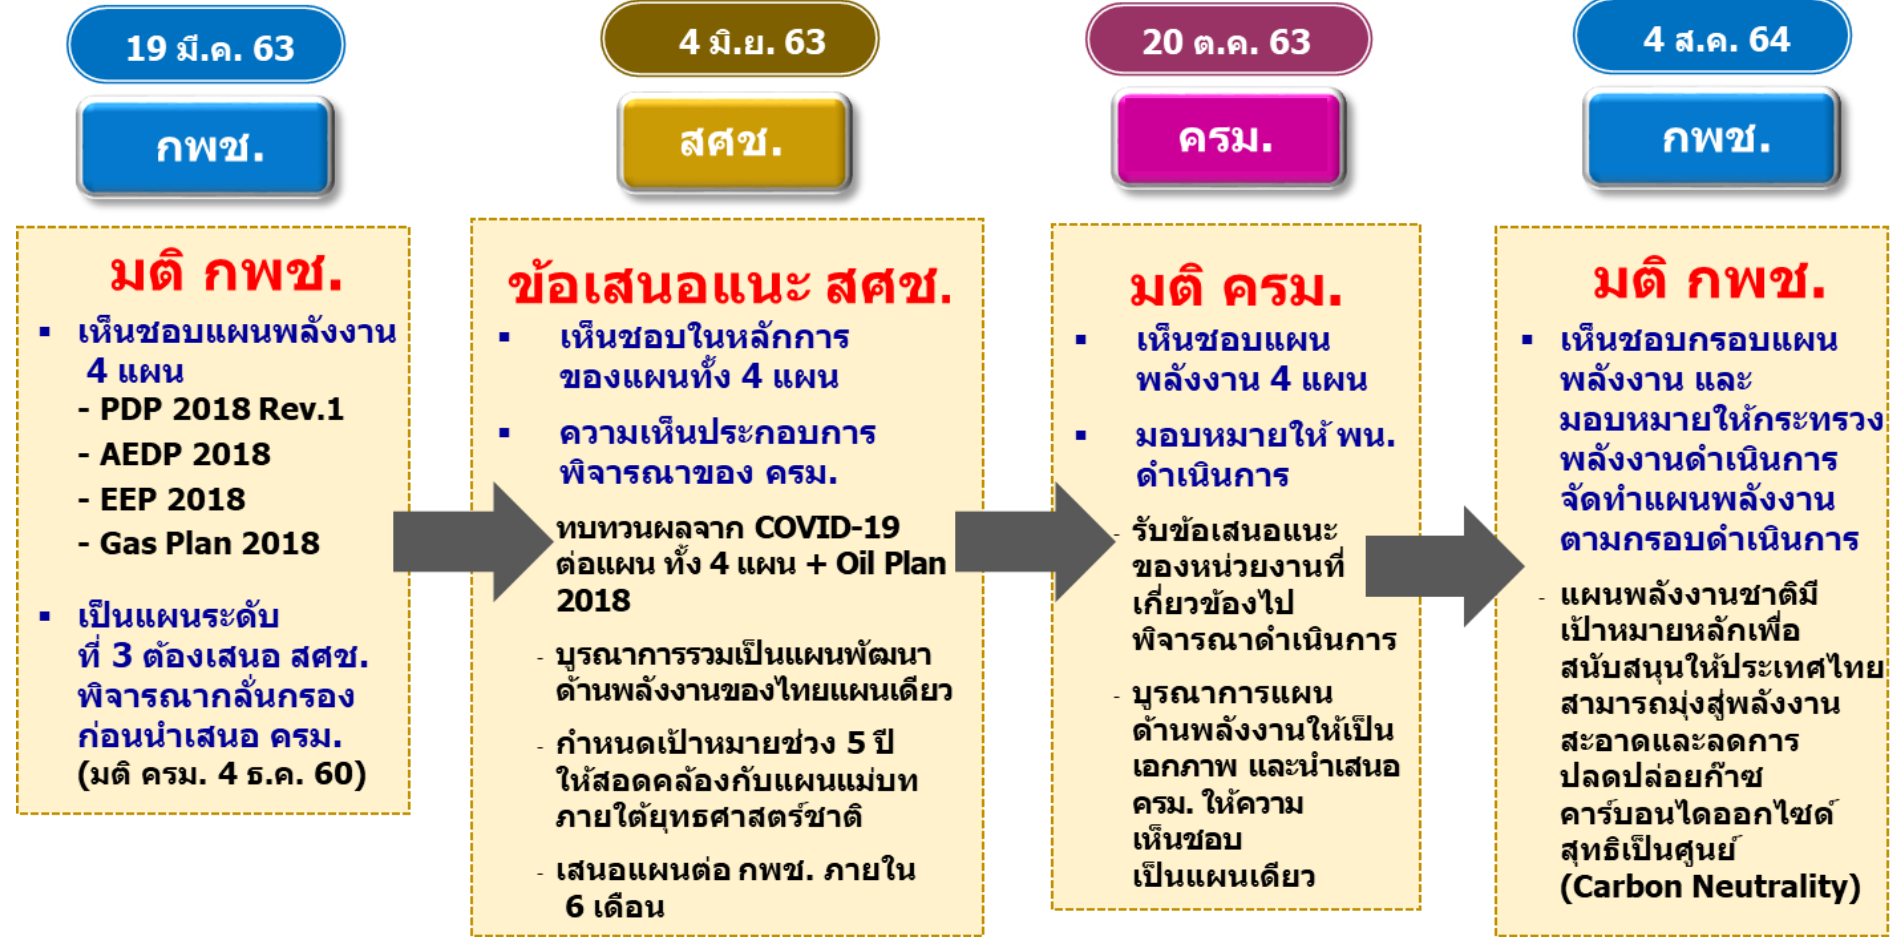 19 มี.ค. 63
กพช.
มติ กพช.
▪ เห็นชอบแผนพลังงาน
4 แผน
- PDP 2018 Rev.1
- AEDP 2018
- EEP 2018
- Gas Plan 2018
▪ เป็นแผนระดับ
ที่ 3 ต้องเสนอ สศช.
พิจารณากลั่นกรอง
ก่อนนำเสนอ ครม.
(มติ ครม. 4 ธ.ค. 60)
4 มิ.ย. 63
สศช.
ข้อเสนอแนะ สศช.
▪ เห็นชอบในหลักการ
ของแผนทั้ง 4 แผน
▪ ความเห็นประกอบการ
พิจารณาของ ครม.
ทบทวนผลจาก COVID-19
ต่อแผน ทั้ง 4 แผน + Oil Plan
2018
- บูรณาการรวมเป็นแผนพัฒนา
ด้านพลังงานของไทยแผนเดียว
- กำหนดเป้าหมายช่วง 5 ปี
ให้สอดคล้องกับแผนแม่บท
ภายใต้ยุทธศาสตร์ชาติ
- เสนอแผนต่อ กพช. ภายใน
6 เดือน
20 ต.ค. 63
ครม.
มติ ครม.
▪ เห็นชอบแผน
พลังงาน 4 แผน
▪ มอบหมายให้ พน.
ดำเนินการ
- รับข้อเสนอแนะ
ของหน่วยงานที่
เกี่ยวข้องไป
พิจารณาดำเนินการ
- บูรณาการแผน
ด้านพลังงานให้เป็น
เอกภาพ และนำเสนอ
ครม. ให้ความ
เห็นชอบ
เป็นแผนเดียว
4 ส.ค. 64
กพช.
มติ กพช.
▪ เห็นชอบกรอบแผน
พลังงาน และ
มอบหมายให้กระทรวง
พลังงานดำเนินการ
จัดทำแผนพลังงาน
ตามกรอบดำเนินการ
- แผนพลังงานชาติมี
เป้าหมายหลักเพื่อ
สนับสนุนให้ประเทศไทย
สามารถมุ่งสู่พลังงาน
สะอาดและลดการ
ปลดปล่อยก๊าซ
คาร์บอนไดออกไซด์
สุทธิเป็นศูนย์
(Carbon Neutrality)